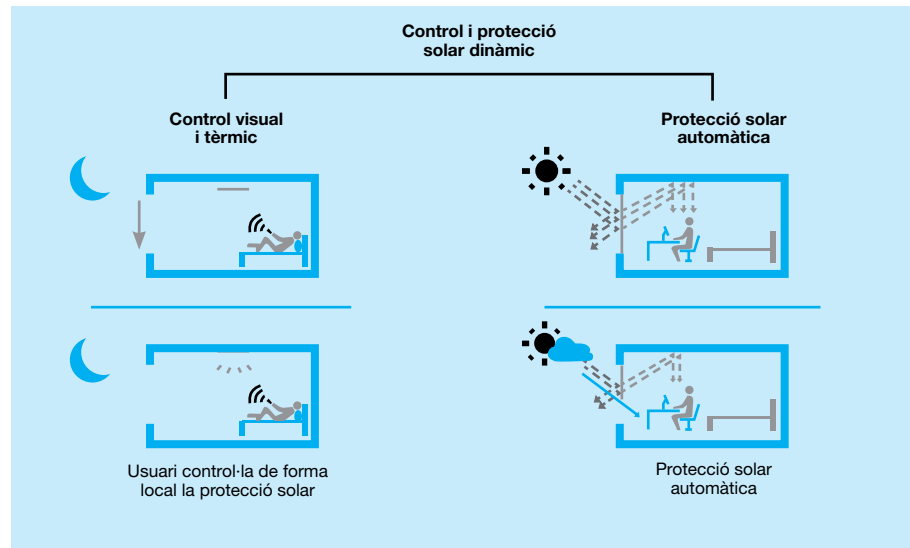 Control i protecció
solar dinàmic
Control visual
i tèrmic
Protecció solar
automàtica
Usuari control·la de forma
local la protecció solar
Protecció solar
automàtica